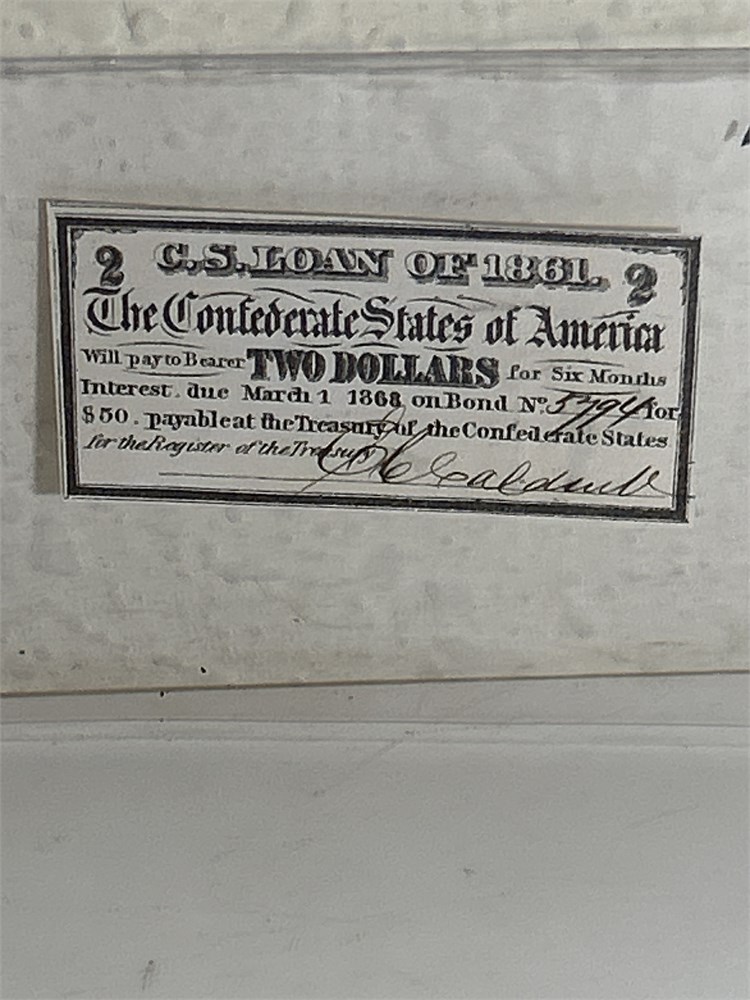 2 C.S. LOAN OF 1861. 2
The Confederate States of America
Will pay to Bearer TWO DOLLARS for Six Months
Interest. due March 1 1868 on Bond No. 5794 for
$50. payable at the Treasury of the Confederate States
for the Register of the Treasury
Caldwell